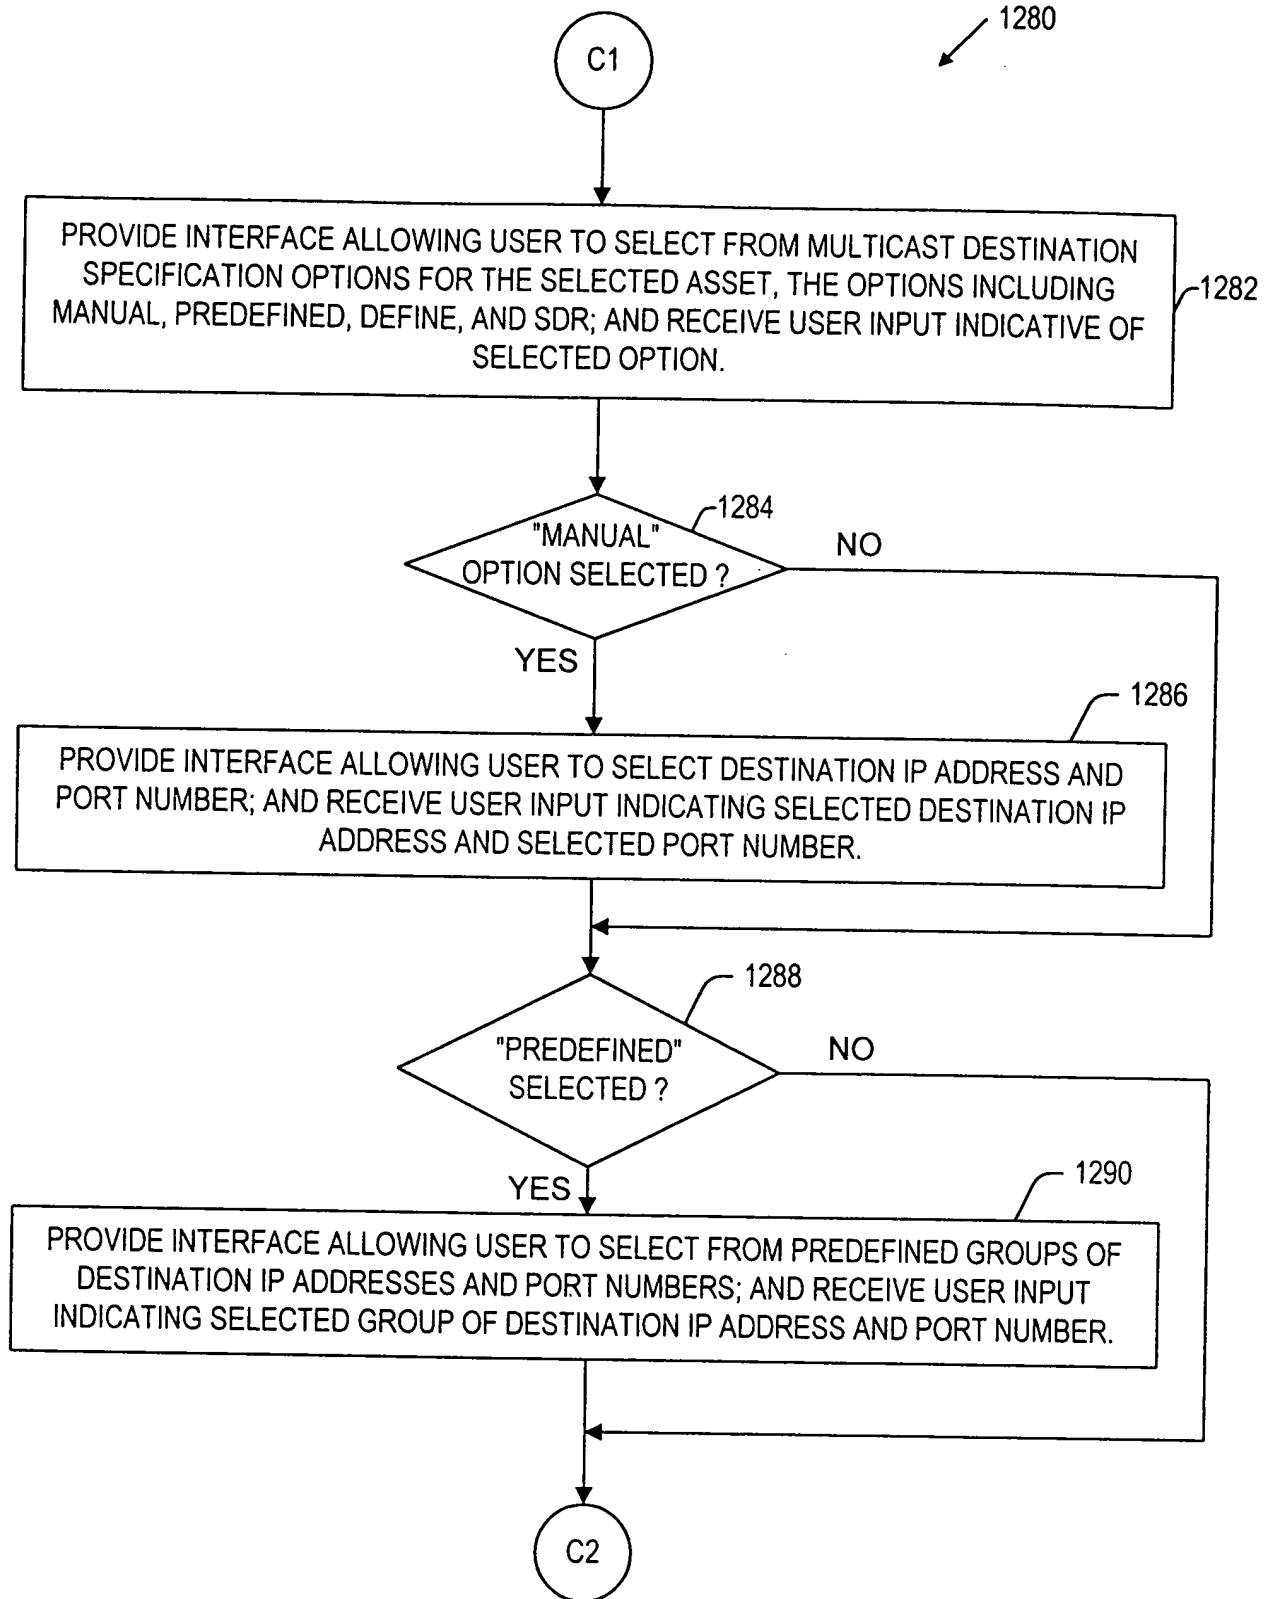 1280
C1
PROVIDE INTERFACE ALLOWING USER TO SELECT FROM MULTICAST DESTINATION
SPECIFICATION OPTIONS FOR THE SELECTED ASSET, THE OPTIONS INCLUDING
MANUAL, PREDEFINED, DEFINE, AND SDR; AND RECEIVE USER INPUT INDICATIVE OF
SELECTED OPTION.
1282
1284
"MANUAL"
OPTION SELECTED ?
NO
YES
1286
PROVIDE INTERFACE ALLOWING USER TO SELECT DESTINATION IP ADDRESS AND
PORT NUMBER; AND RECEIVE USER INPUT INDICATING SELECTED DESTINATION IP
ADDRESS AND SELECTED PORT NUMBER.
1288
"PREDEFINED"
SELECTED ?
NO
YES
1290
PROVIDE INTERFACE ALLOWING USER TO SELECT FROM PREDEFINED GROUPS OF
DESTINATION IP ADDRESSES AND PORT NUMBERS; AND RECEIVE USER INPUT
INDICATING SELECTED GROUP OF DESTINATION IP ADDRESS AND PORT NUMBER.
C2